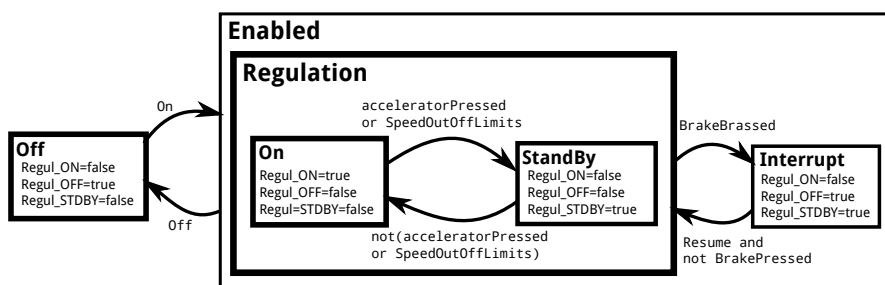 Enabled
Regulation
On
acceleratorPressed
or SpeedOutOffLimits
BrakeBrassed
Off
Regul_ON=false
Regul_OFF=true
Regul_STDBY=false
On
Regul_ON=true
Regul_OFF=false
Regul=STDBY=false
StandBy
Regul_ON=false
Regul_OFF=false
Regul_STDBY=true
Interrupt
Regul_ON=false
Regul_OFF=true
Regul_STDBY=true
Off
not(acceleratorPressed
or SpeedOutOffLimits)
Resume and
not BrakePressed